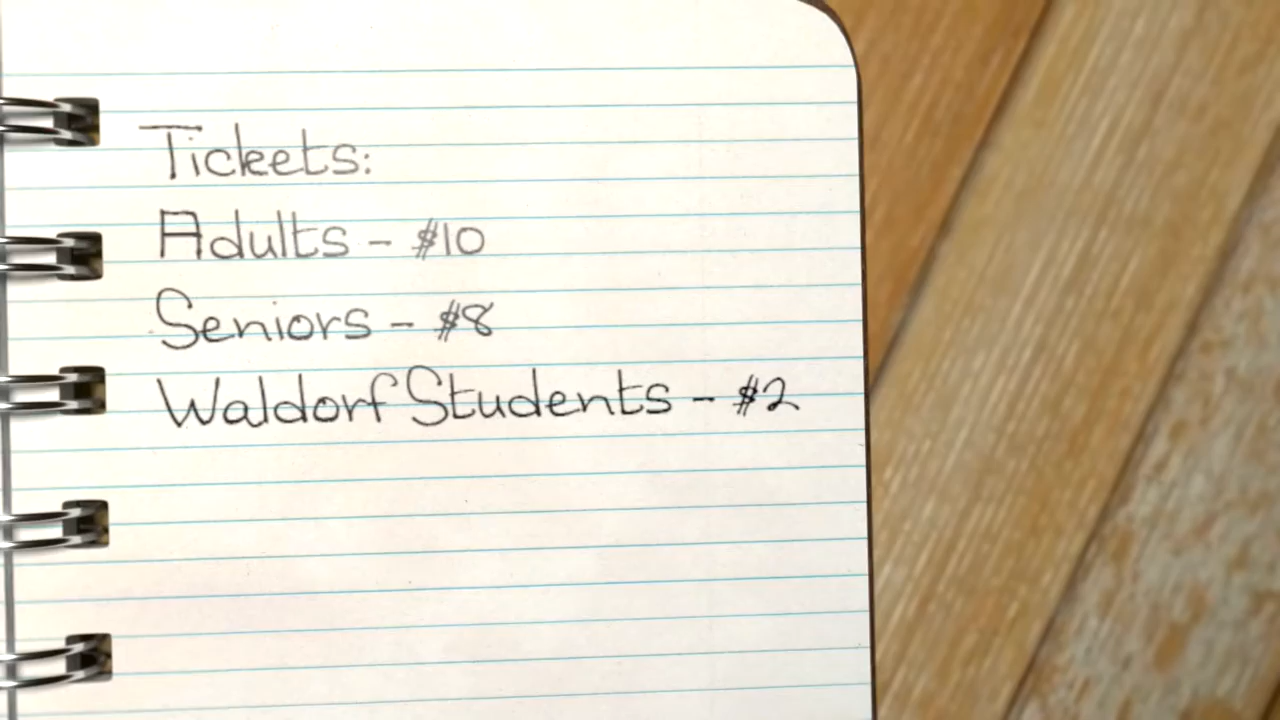 Tickets:
Adults - $10
Seniors - $8
Waldorf Students - $2